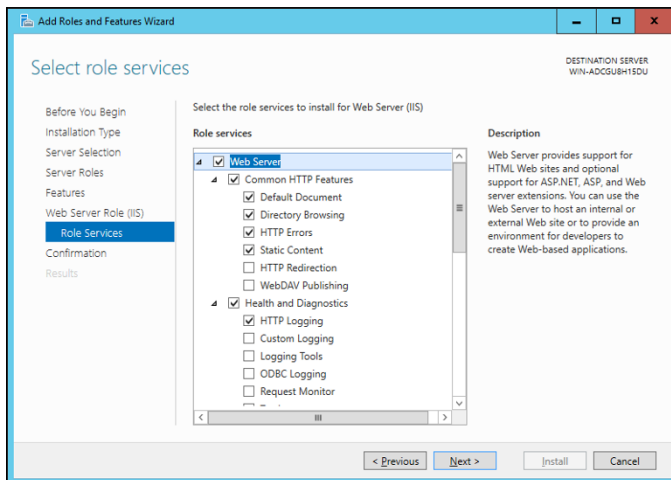 Add Roles and Features Wizard
Select role services
DESTINATION SERVER
WIN-ADCGU8H15DU
Before You Begin
Installation Type
Server Selection
Server Roles
Features
Web Server Role (IIS)
Role Services
Confirmation
Results
Select the role services to install for Web Server (IIS)
Role services
Web Server
Common HTTP Features
Default Document
Directory Browsing
HTTP Errors
Static Content
HTTP Redirection
WebDAV Publishing
Health and Diagnostics
HTTP Logging
Custom Logging
Logging Tools
ODBC Logging
Request Monitor
Description
Web Server provides support for
HTML Web sites and optional
support for ASP.NET, ASP, and Web
server extensions. You can use the
Web Server to host an internal or
external Web site or to provide an
environment for developers to
create Web-based applications.
< Previous
Next >
Install
Cancel